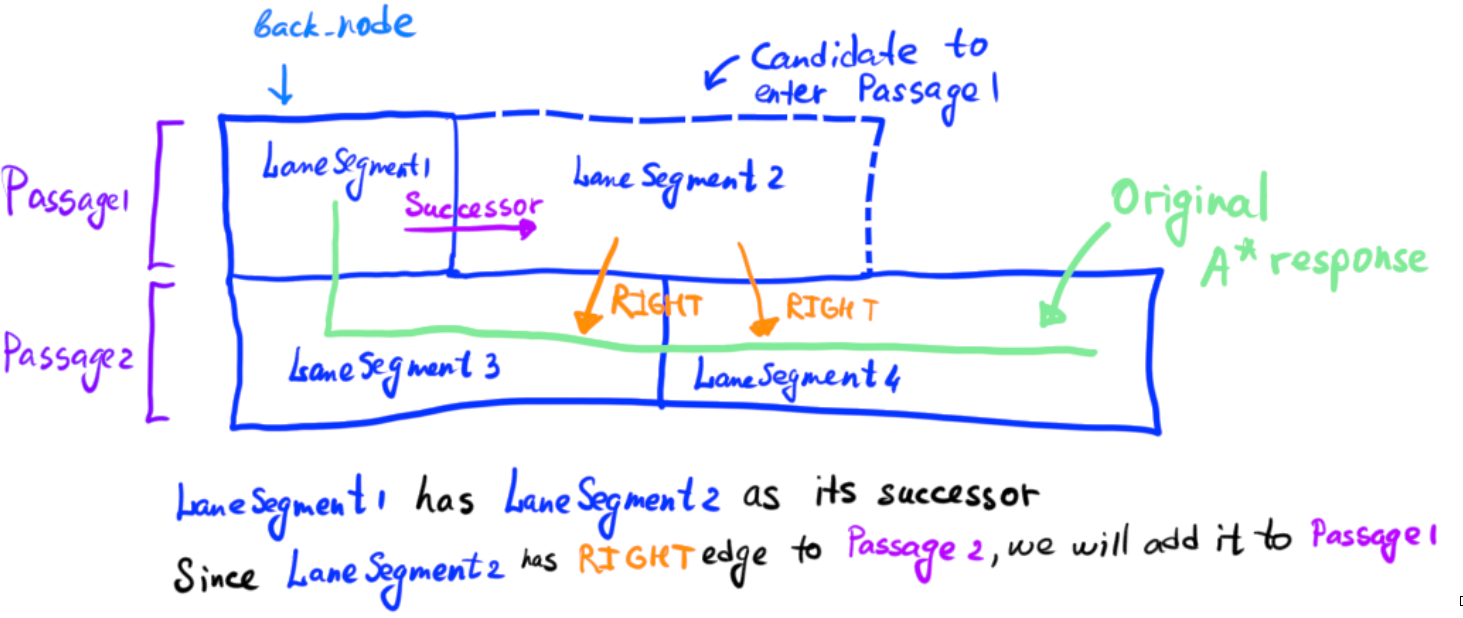 Back_node
Candidate to
enter Passage1
Passage1
LaneSegment1
Lane Segment 2
Successor
Original
A* response
RIGHT
RIGHT
Passage2
LaneSegment 3
LaneSegment 4
LaneSegment1 has LaneSegment2 as its successor
Since LaneSegment2 has RIGHT edge to Passage 2, we will add it to Passage1